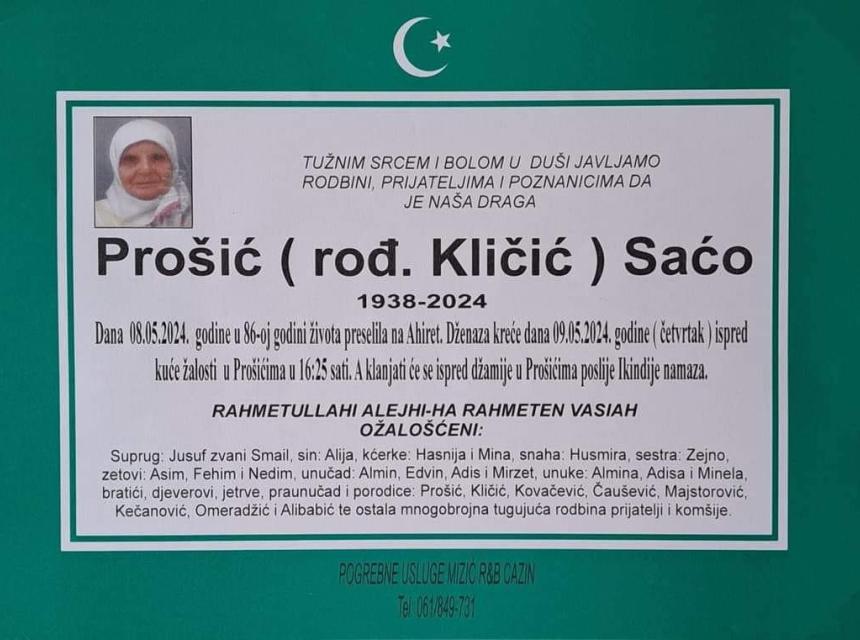 TUŽNIM SRCEM I BOLOM U DUŠI JAVLJAMO
RODBINI, PRIJATELJIMA I POZNANICIMA DA
JE NAŠA DRAGA
Prošić ( rođ. Kličić ) Saćo
1938-2024
Dana 08.05.2024. godine u 86-oj godini života preselila na Ahiret. Dženaza kreće dana 09.05.2024. godine ( četvrtak ) ispred
kuće žalosti u Prošićima u 16:25 sati. A klanjati će se ispred džamije u Prošićima poslije Ikindije namaza.
RAHMETULLAHI ALEJHI-HA RAHMETEN VASIAH
OŽALOŠĆENI:
Suprug: Jusuf zvani Smail, sin: Alija, kćerke: Hasnija i Mina, snaha: Husmira, sestra: Zejno,
zetovi: Asim, Fehim i Nedim, unučad: Almin, Edvin, Adis i Mirzet, unuke: Almina, Adisa i Minela,
bratići, djeverovi, jetrve, praunučad i porodice: Prošić, Kličić, Kovačević, Čaušević, Majstorović,
Kečanović, Omeradžić i Alibabić te ostala mnogobrojna tugujuća rodbina prijatelji i komšije.
POGREBNE USLUGE MIZIĆ R&B CAZIN
Tel: 061/849-731